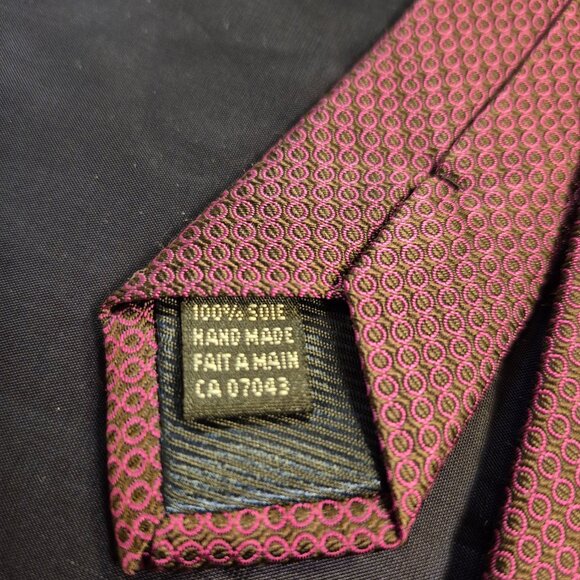 100% SOIE
HAND MADE
FAIT A MAIN
CA 07043